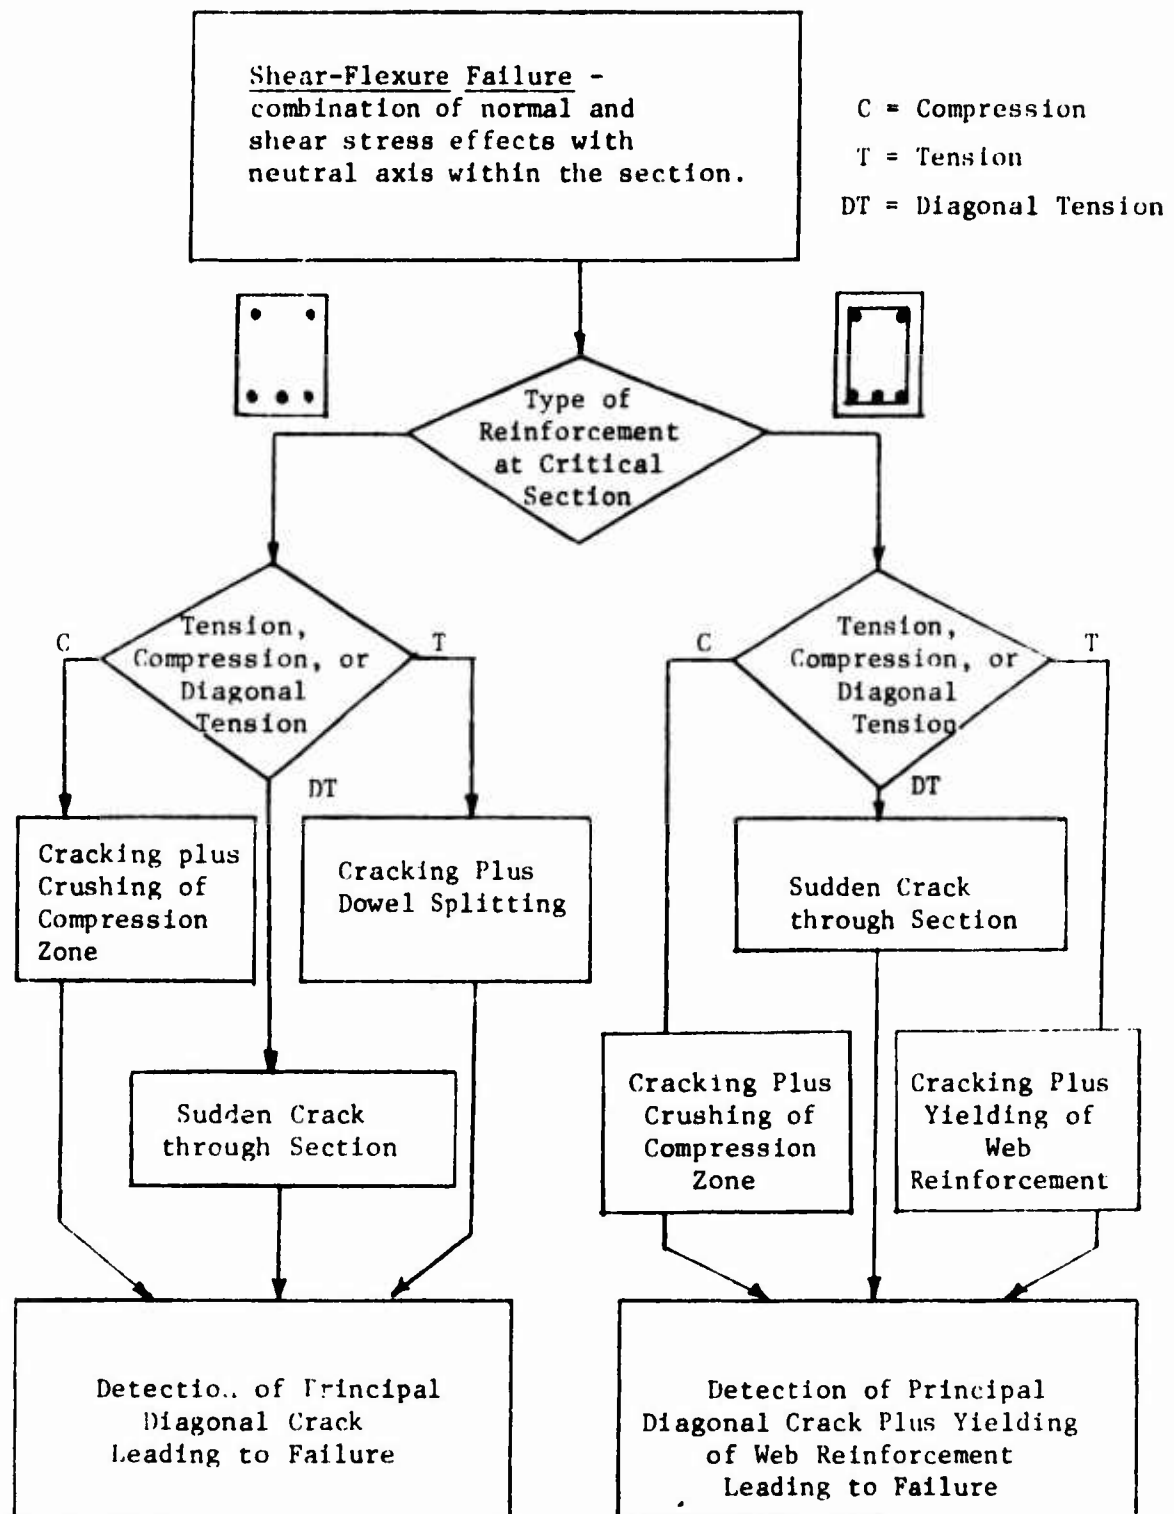 Shear-Flexure Failure -
combination of normal and
shear stress effects with
neutral axis within the section.
C = Compression
T = Tension
DT = Diagonal Tension
Type of
Reinforcement
at Critical
Section
C
Tension,
Compression, or
Diagonal
Tension
T
DT
C
Tension,
Compression, or
Diagonal
Tension
T
DT
Cracking plus
Crushing of
Compression
Zone
Cracking Plus
Dowel Splitting
Sudden Crack
through Section
Sudden Crack
through Section
Cracking Plus
Crushing of
Compression
Zone
Cracking Plus
Yielding of
Web
Reinforcement
Detection of Principal
Diagonal Crack
Leading to Failure
Detection of Principal
Diagonal Crack Plus Yielding
of Web Reinforcement
Leading to Failure